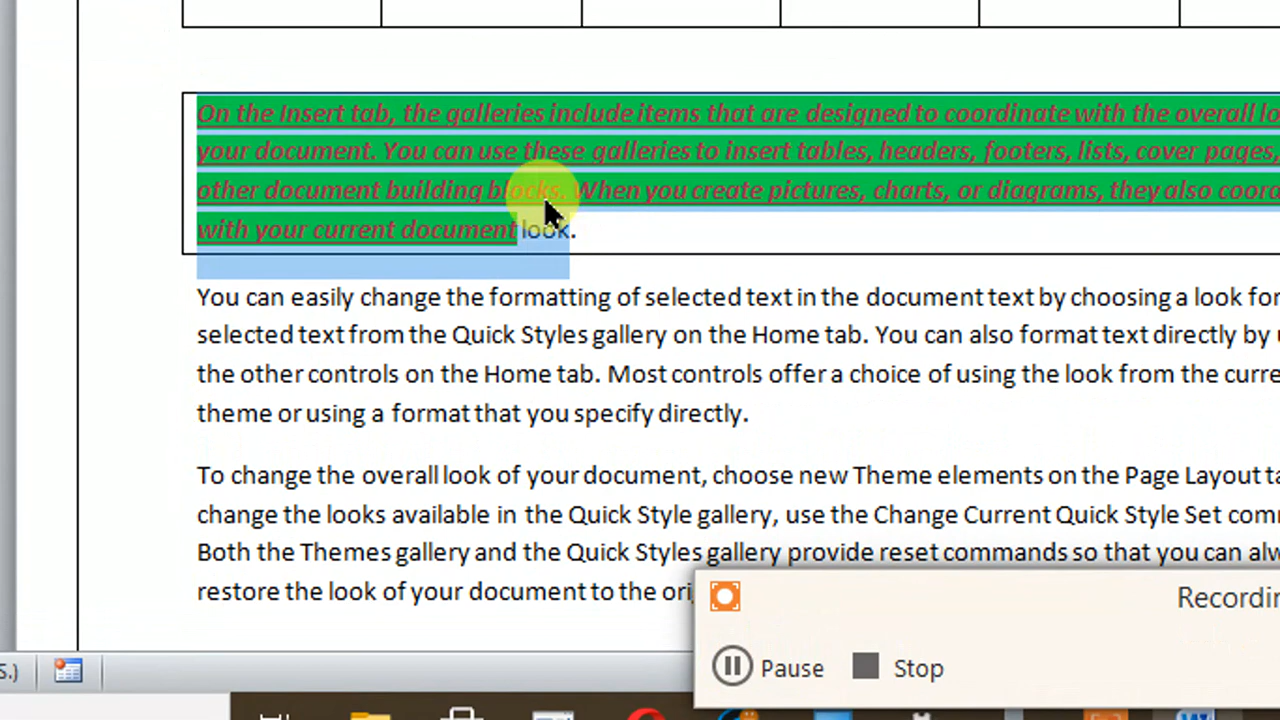 On the Insert tab, the galleries include items that are designed to coordinate with the overall
your document. You can use these galleries to insert tables, headers, footers, lists, cover pages,
other document building blocks. When you create pictures, charts, or diagrams, they also
with your current document look.
You can easily change the formatting of selected text in the document text by choosing a look for
selected text from the Quick Styles gallery on the Home tab. You can also format text directly by
the other controls on the Home tab. Most controls offer a choice of using the look from the
theme or using a format that you specify directly.
To change the overall look of your document, choose new Theme elements on the Page Layout
change the looks available in the Quick Style gallery, use the Change Current Quick Style Set
Both the Themes gallery and the Quick Styles gallery provide reset commands so that you can
restore the look of your document to the
Pause
Stop